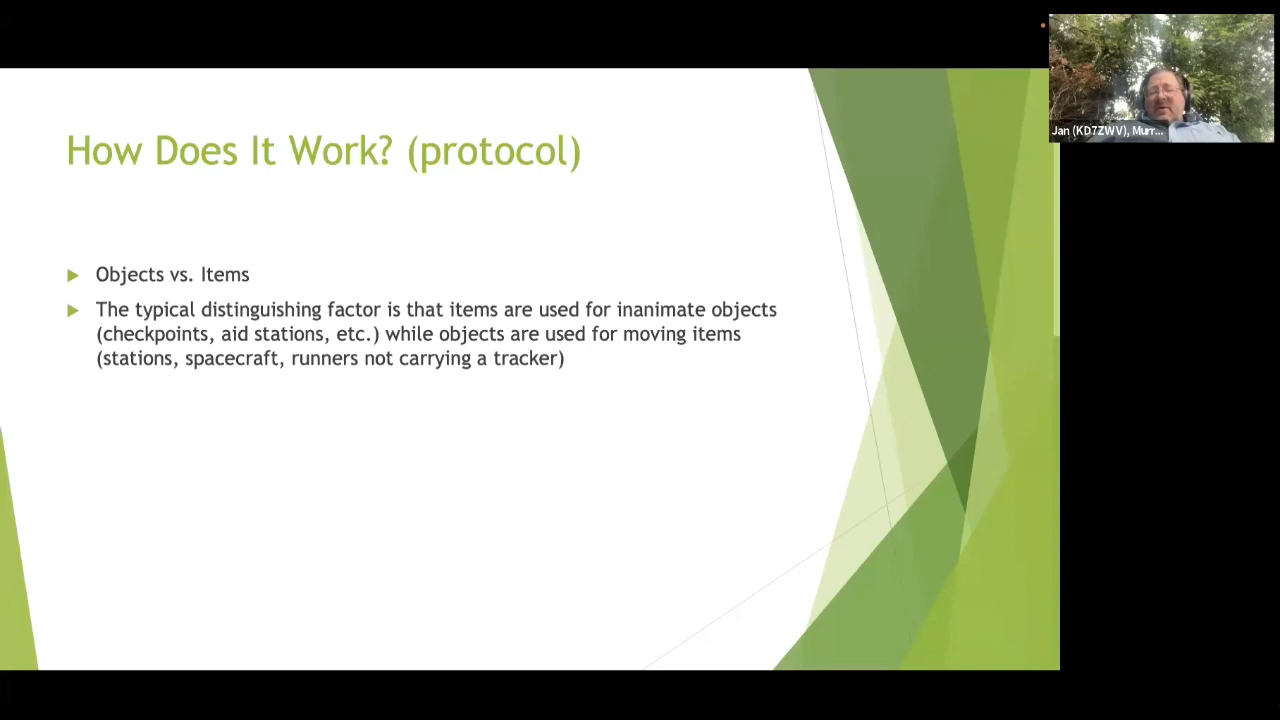 How Does It Work? (protocol)
Objects vs. Items
The typical distinguishing factor is that items are used for inanimate objects
(checkpoints, aid stations, etc.) while objects are used for moving items
(stations, spacecraft, runners not carrying a tracker)
Jan (KD7ZWV), Murr...